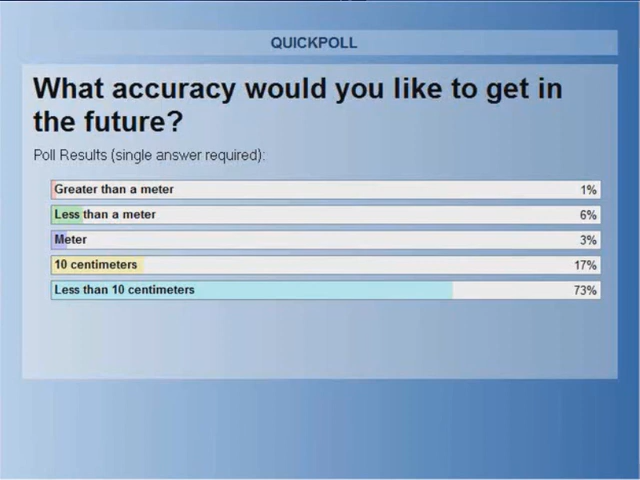 QUICKPOLL
What accuracy would you like to get in
the future?
Poll Results (single answer required):
Greater than a meter 1%
Less than a meter 6%
Meter 3%
10 centimeters 17%
Less than 10 centimeters 73%